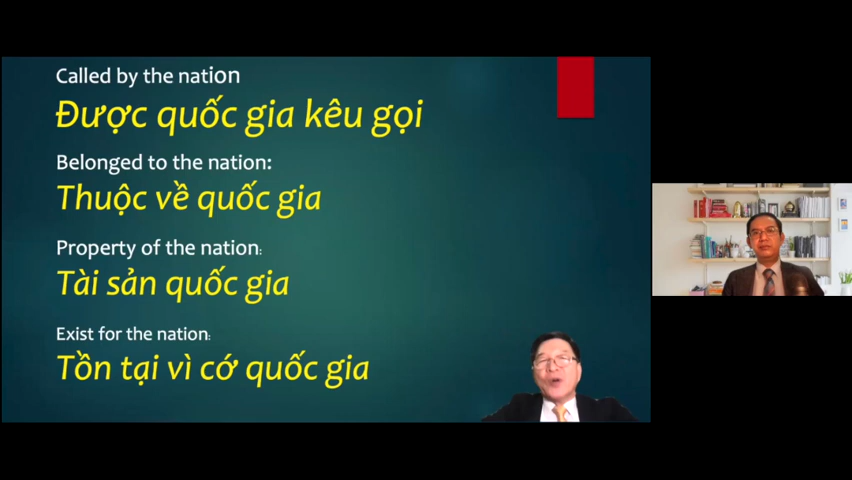 Called by the nation
Được quốc gia kêu gọi
Belonged to the nation:
Thuộc về quốc gia
Property of the nation:
Tài sản quốc gia
Exist for the nation:
Tồn tại vì cớ quốc gia